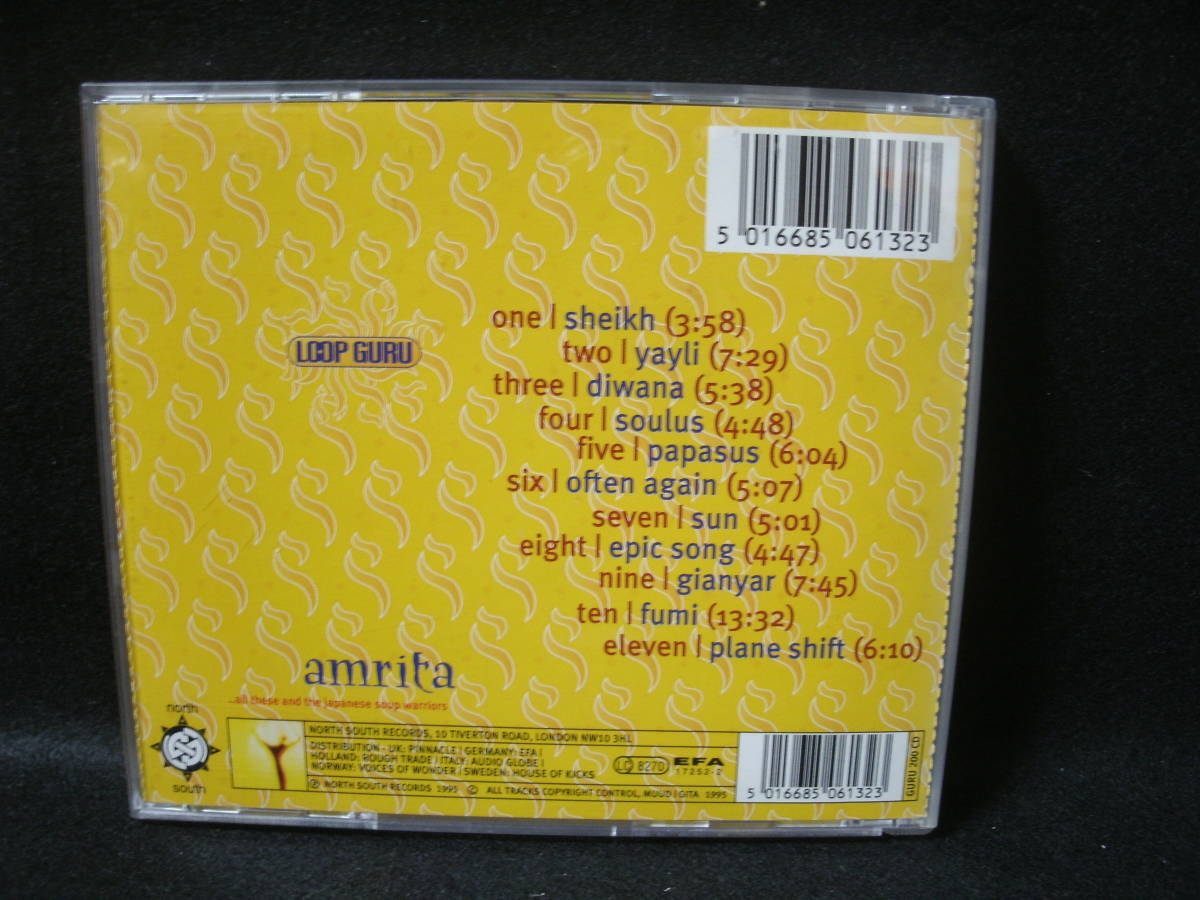 5 016685 061323
LOOP GURU
one | sheikh (3:58)
two | yayli (7:29)
three | diwana (5:38)
four | soulus (4:48)
five | papasus (6:04)
six | often again (5:07)
seven | sun (5:01)
eight | epic song (4:47)
nine | gianyar (7:45)
ten | fumi (13:32)
eleven | plane shift (6:10)
amrita
...all these and the japanese soup warriors
north
south
NORTH SOUTH RECORDS, 10 TIVERTON ROAD, LONDON NW10 3HL
DISTRIBUTION - UK: PINNACLE | GERMANY: EFA |
HOLLAND: ROUGH TRADE | ITALY: AUDIO GLOBE |
NORWAY: VOICES OF WONDER | SWEDEN: HOUSE OF KICKS
LC 8270
EFA
17252-2
℗ NORTH SOUTH RECORDS 1995 © ALL TRACKS COPYRIGHT CONTROL, MUUD | GITA 1995
5 016685 061323
GURU 200 CD